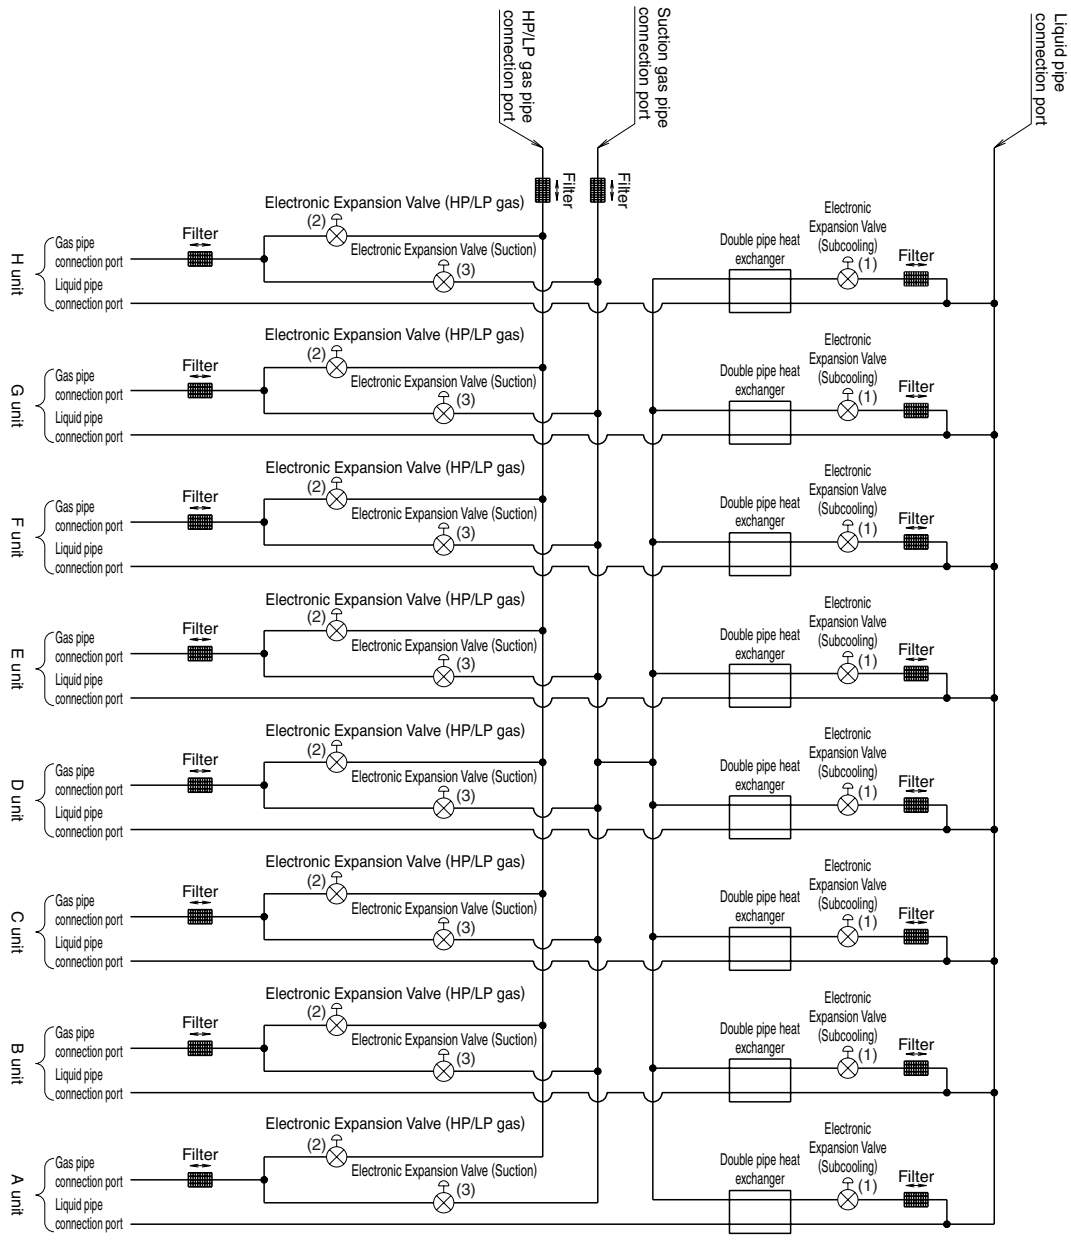 HP/LP gas pipe
connection port
Suction gas pipe
connection port
Liquid pipe
connection port
Filter
Filter
H unit
Gas pipe
connection port
Liquid pipe
connection port
Filter
Electronic Expansion Valve (HP/LP gas)
(2)
Electronic Expansion Valve (Suction)
(3)
Double pipe heat
exchanger
Electronic
Expansion Valve
(Subcooling)
(1)
Filter
G unit
Gas pipe
connection port
Liquid pipe
connection port
Filter
Electronic Expansion Valve (HP/LP gas)
(2)
Electronic Expansion Valve (Suction)
(3)
Double pipe heat
exchanger
Electronic
Expansion Valve
(Subcooling)
(1)
Filter
F unit
Gas pipe
connection port
Liquid pipe
connection port
Filter
Electronic Expansion Valve (HP/LP gas)
(2)
Electronic Expansion Valve (Suction)
(3)
Double pipe heat
exchanger
Electronic
Expansion Valve
(Subcooling)
(1)
Filter
E unit
Gas pipe
connection port
Liquid pipe
connection port
Filter
Electronic Expansion Valve (HP/LP gas)
(2)
Electronic Expansion Valve (Suction)
(3)
Double pipe heat
exchanger
Electronic
Expansion Valve
(Subcooling)
(1)
Filter
D unit
Gas pipe
connection port
Liquid pipe
connection port
Filter
Electronic Expansion Valve (HP/LP gas)
(2)
Electronic Expansion Valve (Suction)
(3)
Double pipe heat
exchanger
Electronic
Expansion Valve
(Subcooling)
(1)
Filter
C unit
Gas pipe
connection port
Liquid pipe
connection port
Filter
Electronic Expansion Valve (HP/LP gas)
(2)
Electronic Expansion Valve (Suction)
(3)
Double pipe heat
exchanger
Electronic
Expansion Valve
(Subcooling)
(1)
Filter
B unit
Gas pipe
connection port
Liquid pipe
connection port
Filter
Electronic Expansion Valve (HP/LP gas)
(2)
Electronic Expansion Valve (Suction)
(3)
Double pipe heat
exchanger
Electronic
Expansion Valve
(Subcooling)
(1)
Filter
A unit
Gas pipe
connection port
Liquid pipe
connection port
Filter
Electronic Expansion Valve (HP/LP gas)
(2)
Electronic Expansion Valve (Suction)
(3)
Double pipe heat
exchanger
Electronic
Expansion Valve
(Subcooling)
(1)
Filter